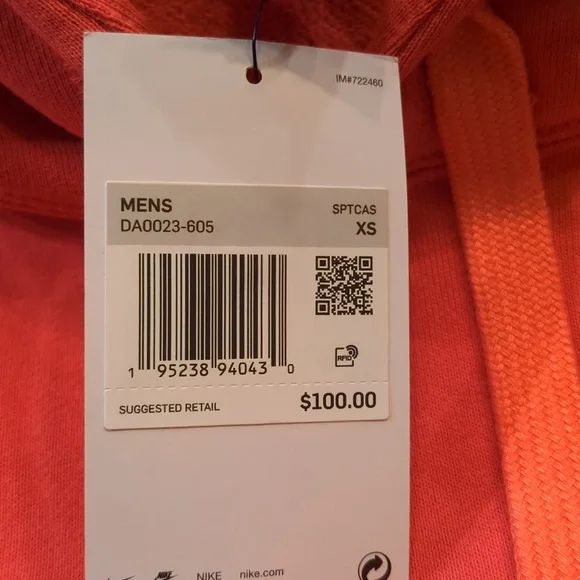 IM#722460
MENS
SPTCAS
DA0023-605
XS
RFID
1 95238 94043 0
SUGGESTED RETAIL
$100.00
NIKE
nike.com